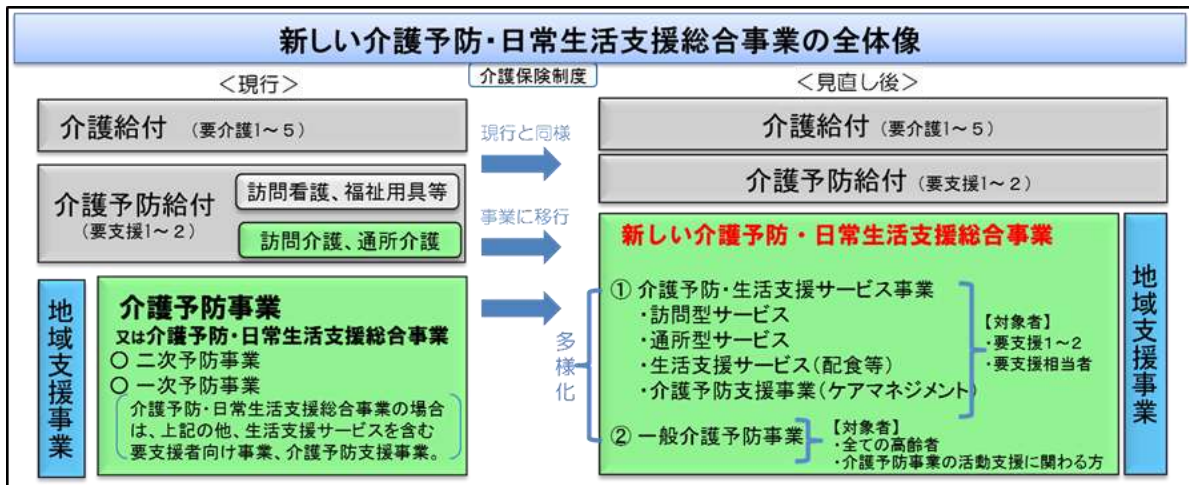 新しい介護予防・日常生活支援総合事業の全体像
介護保険制度
＜現行＞
介護給付 （要介護1～5）
介護予防給付
（要支援1～2）
訪問看護、福祉用具等
訪問介護、通所介護
地域支援事業
介護予防事業
又は介護予防・日常生活支援総合事業
○ 二次予防事業
○ 一次予防事業
介護予防・日常生活支援総合事業の場合
は、上記の他、生活支援サービスを含む
要支援者向け事業、介護予防支援事業。
現行と同様
事業に移行
多様化
＜見直し後＞
介護給付（要介護1～5）
介護予防給付（要支援1～2）
新しい介護予防・日常生活支援総合事業
① 介護予防・生活支援サービス事業
・訪問型サービス
・通所型サービス
・生活支援サービス（配食等）
・介護予防支援事業（ケアマネジメント）
【対象者】
・要支援1～2
・要支援相当者
② 一般介護予防事業
【対象者】
・全ての高齢者
・介護予防事業の活動支援に関わる方
地域支援事業